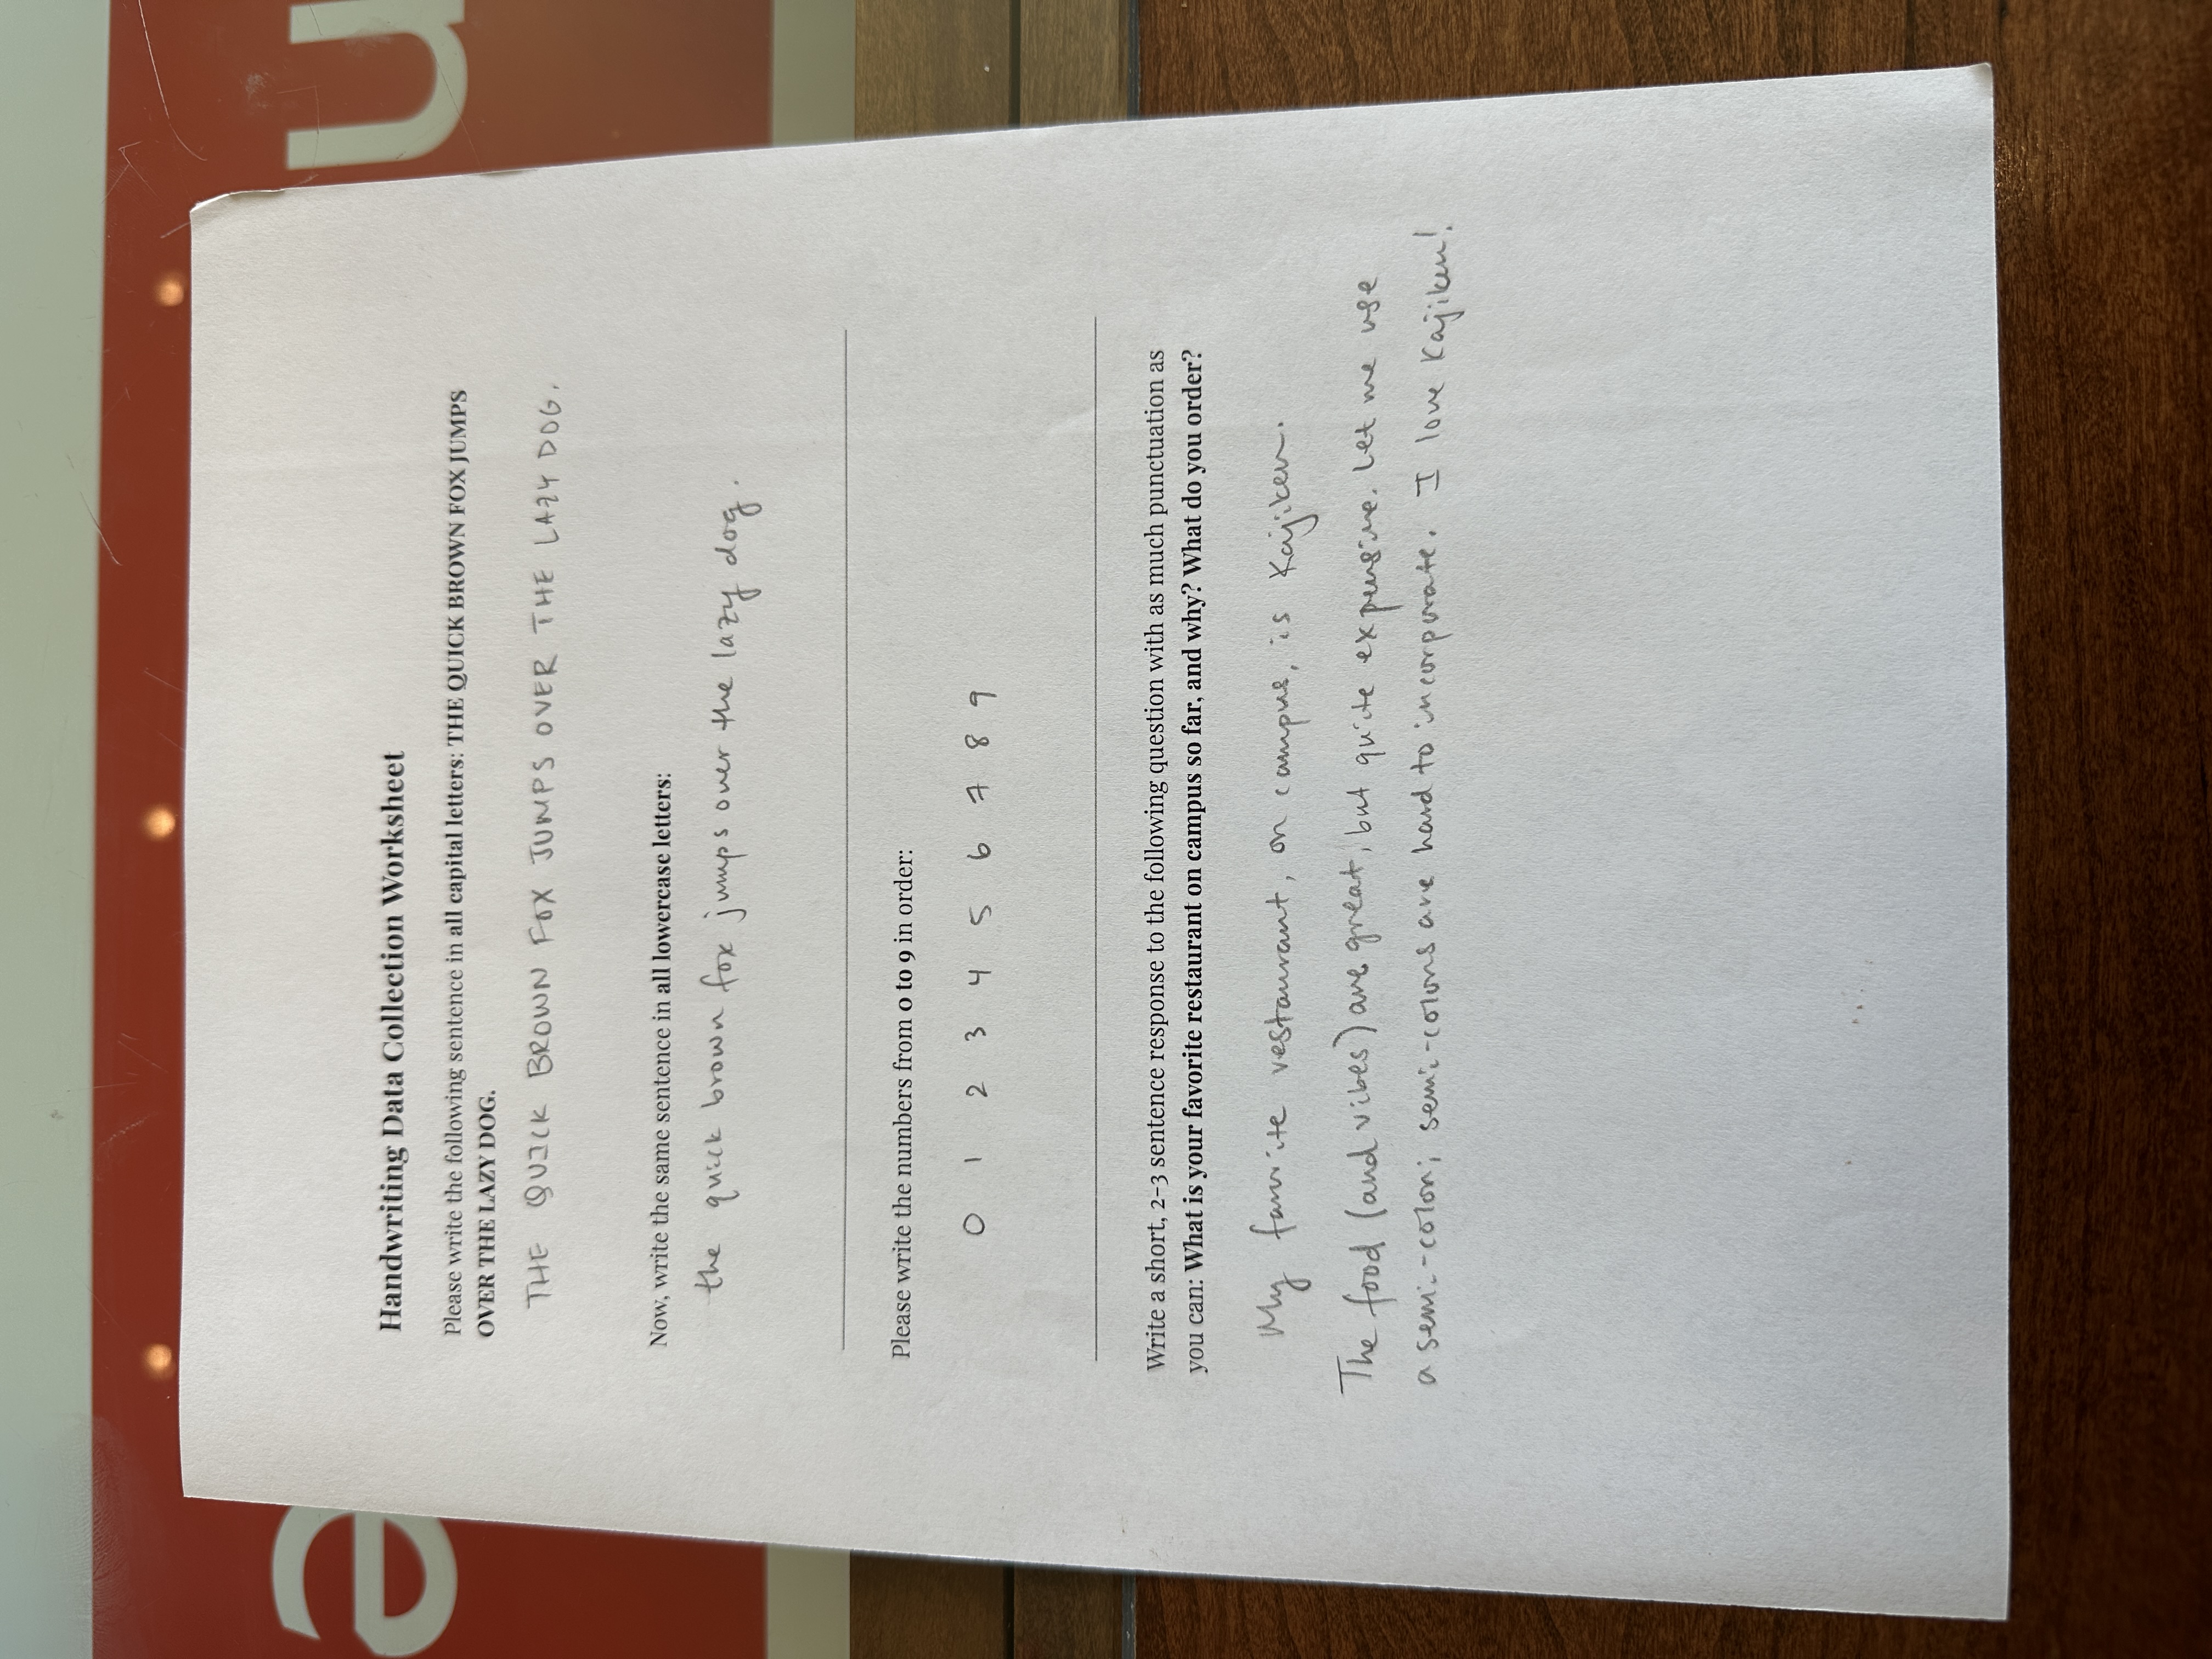 Handwriting Data Collection Worksheet
Please write the following sentence in all capital letters: THE QUICK BROWN FOX JUMPS
OVER THE LAZY DOG.
THE QUICK BROWN FOX JUMPS OVER THE LAZY DOG.
Now, write the same sentence in all lowercase letters:
the quick brown fox jumps over the lazy dog.
Please write the numbers from 0 to 9 in order:
0 1 2 3 4 5 6 7 8 9
Write a short, 2-3 sentence response to the following question with as much punctuation as
you can: What is your favorite restaurant on campus so far, and why? What do you order?
My favorite restaurant, on campus, is Kajiken.
The food (and vibes) are great, but quite expensive. Let me use
a semi-colon; semi-colons are hard to incorporate. I love Kajiken!